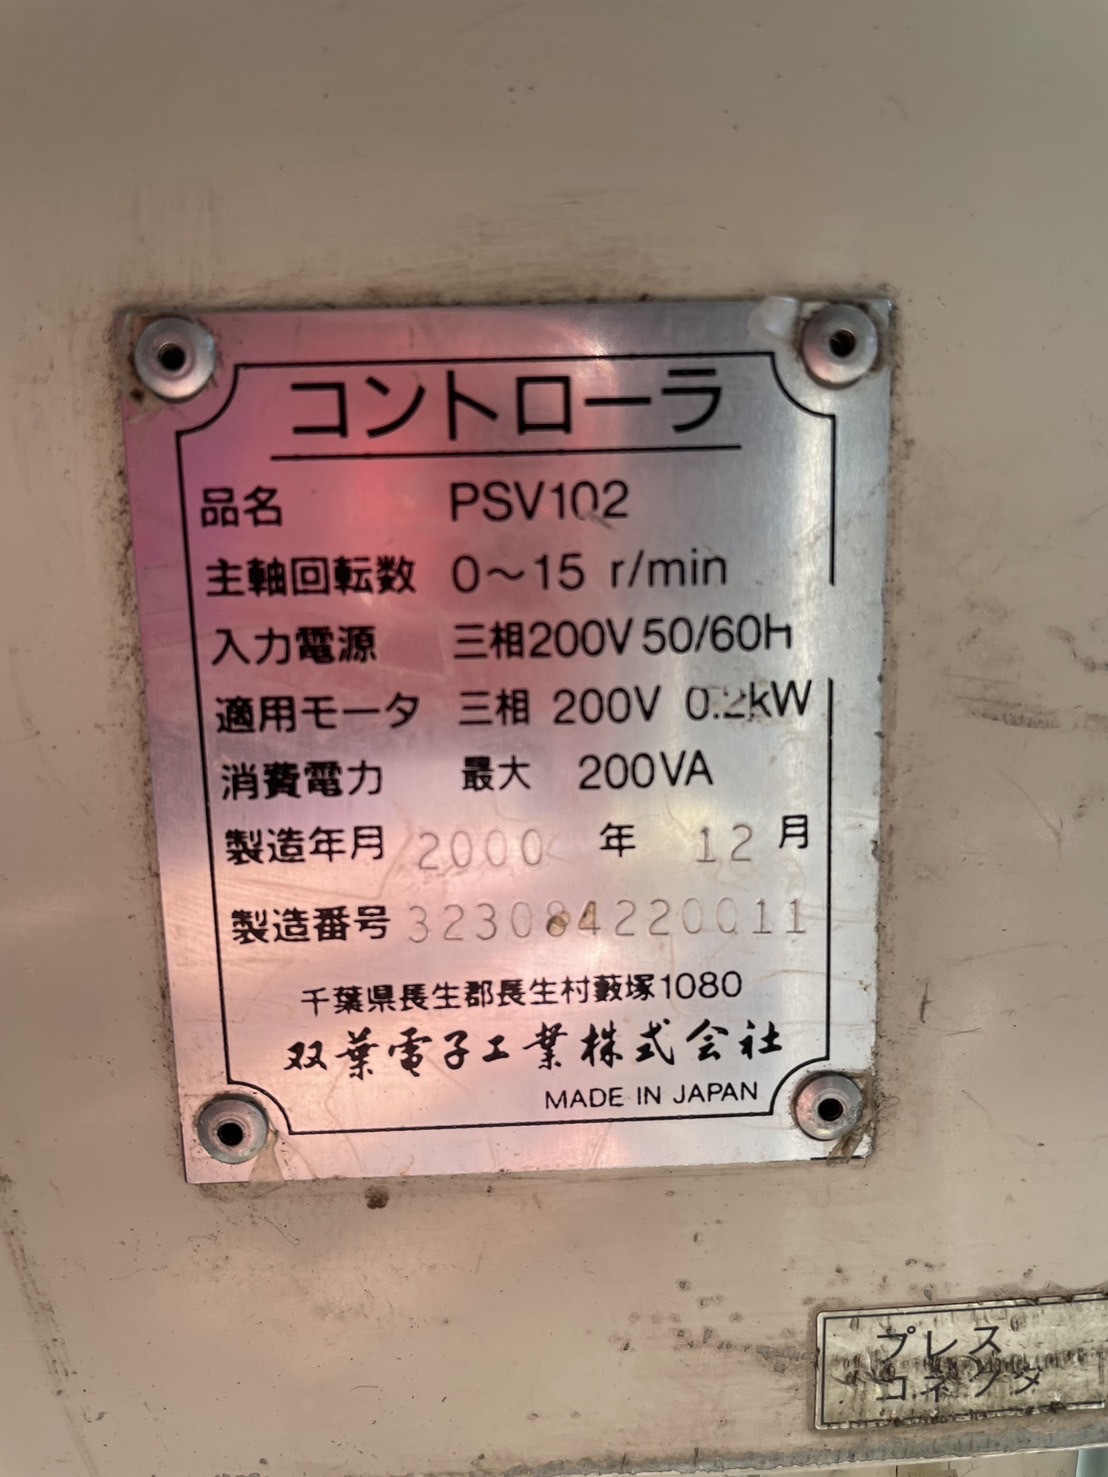 コントローラ
品名 PSV102
主軸回転数 0〜15 r/min
入力電源 三相200V 50/60H
適用モータ 三相 200V 0.2kW
消費電力 最大 200VA
製造年月 2000 年 12 月
製造番号 323084220011
千葉県長生郡長生村藪塚1080
双葉電子工業株式会社
MADE IN JAPAN
プレス
コネクタ